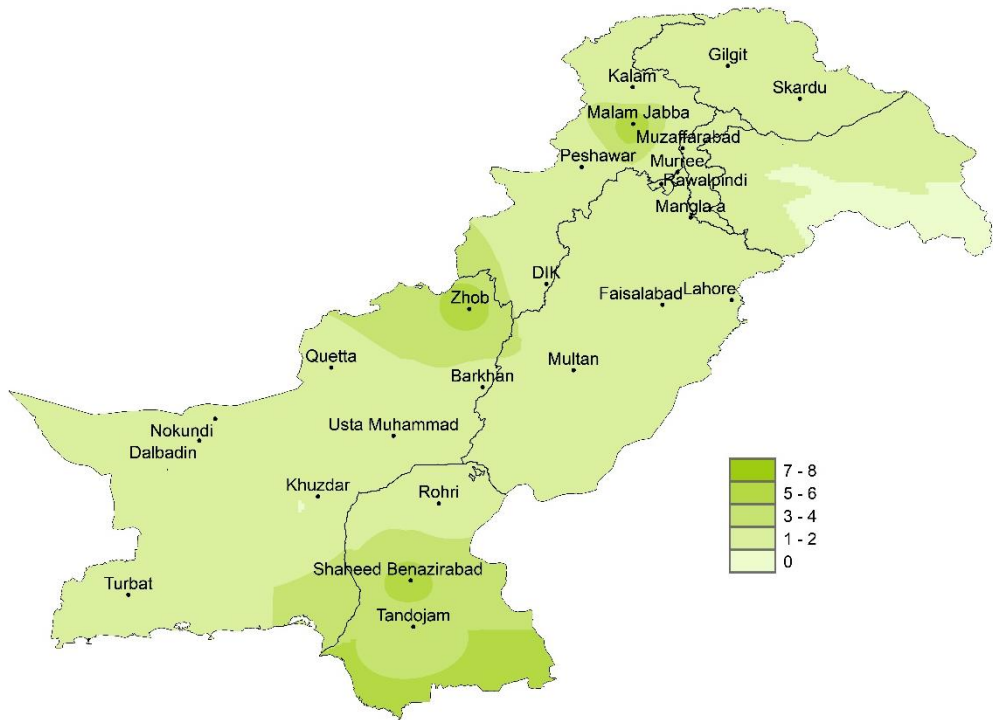 Gilgit
Kalam
Skardu
Malam Jabba
Muzaffarabad
Peshawar
Murree
Rawalpindi
Mangla a
DIK
Zhob
Faisalabad
Lahore
Quetta
Multan
Barkhan
Nokundi
Usta Muhammad
Dalbadin
Khuzdar
Rohri
Turbat
Shaheed Benazirabad
Tandojam
7 - 8
5 - 6
3 - 4
1 - 2
0